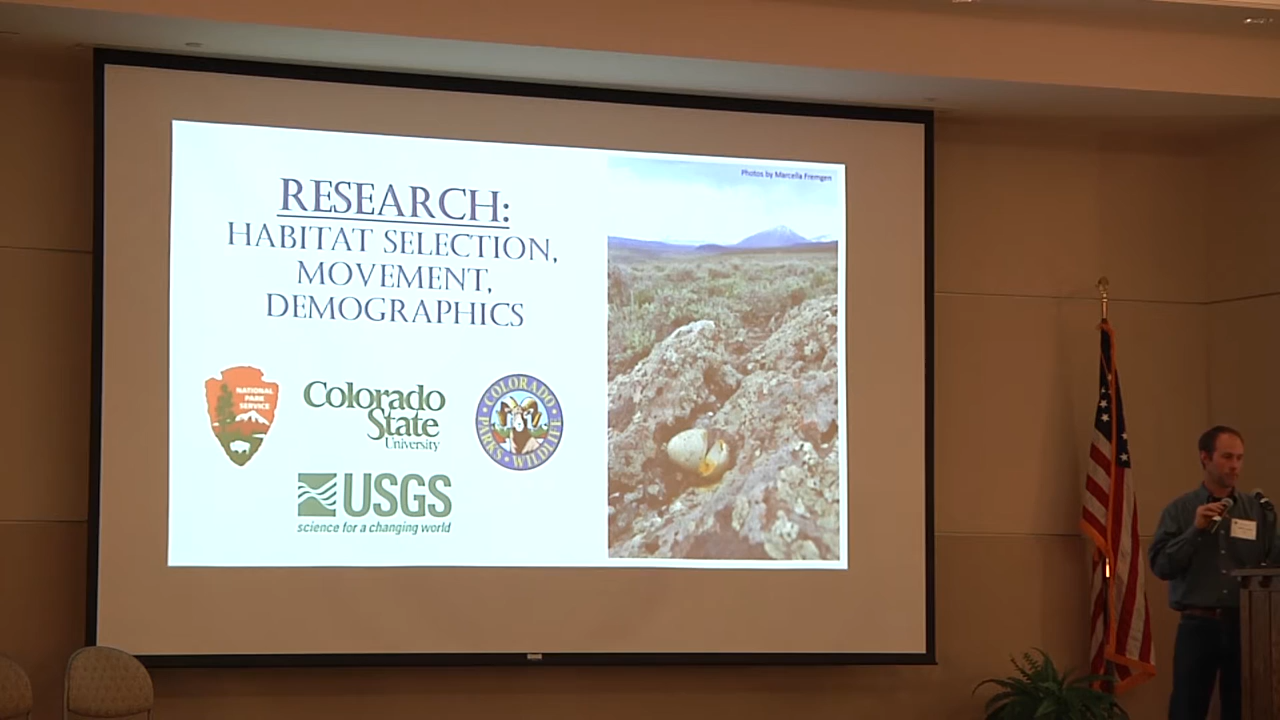 RESEARCH:
HABITAT SELECTION,
MOVEMENT,
DEMOGRAPHICS
Photos by Marcella Fremgen
NATIONAL
PARK
SERVICE
Colorado
State
University
COLORADO
PARKS • WILDLIFE
USGS
science for a changing world